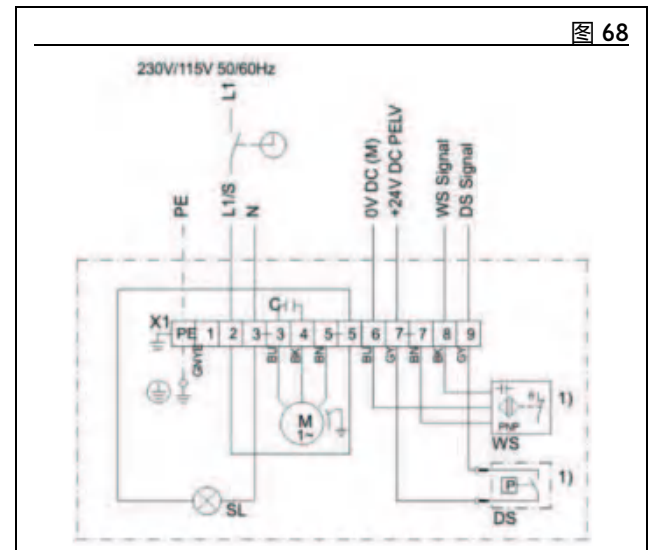 图 68
230V/115V 50/60Hz
L1
PE
L1/S
N
0V DC (M)
+24V DC PELV
WS Signal
DS Signal
C
X1
PE 1 2 3 3 4 5 5 6 7 7 8 9
GNYE
BU
BK
BN
BU
GY
BN
BK
GY
M
1~
PNP
1)
WS
P
1)
DS
SL